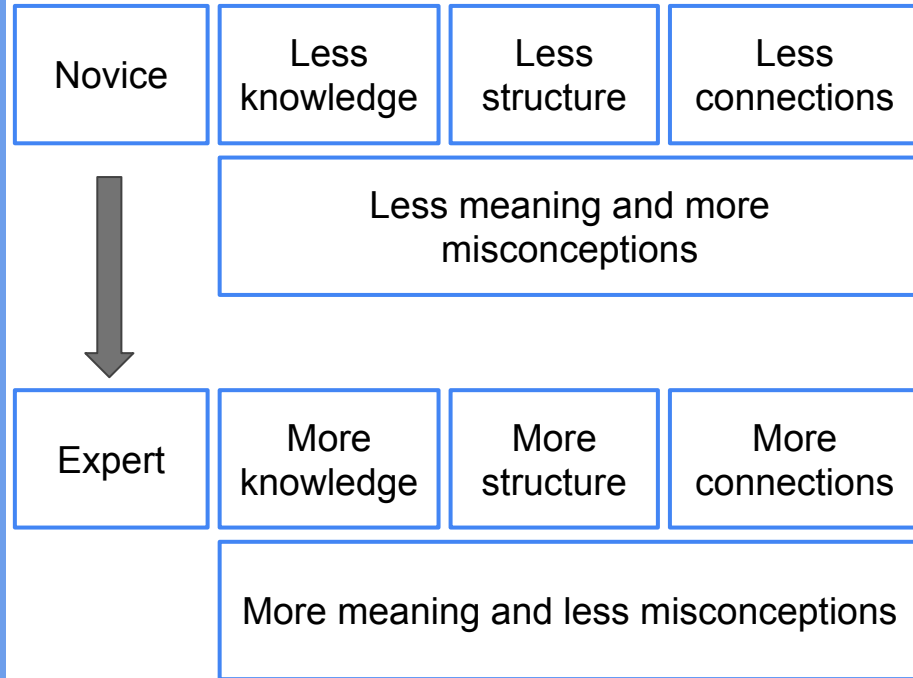 Novice
Less
knowledge
Less
structure
Less
connections
Less meaning and more
misconceptions
Expert
More
knowledge
More
structure
More
connections
More meaning and less misconceptions